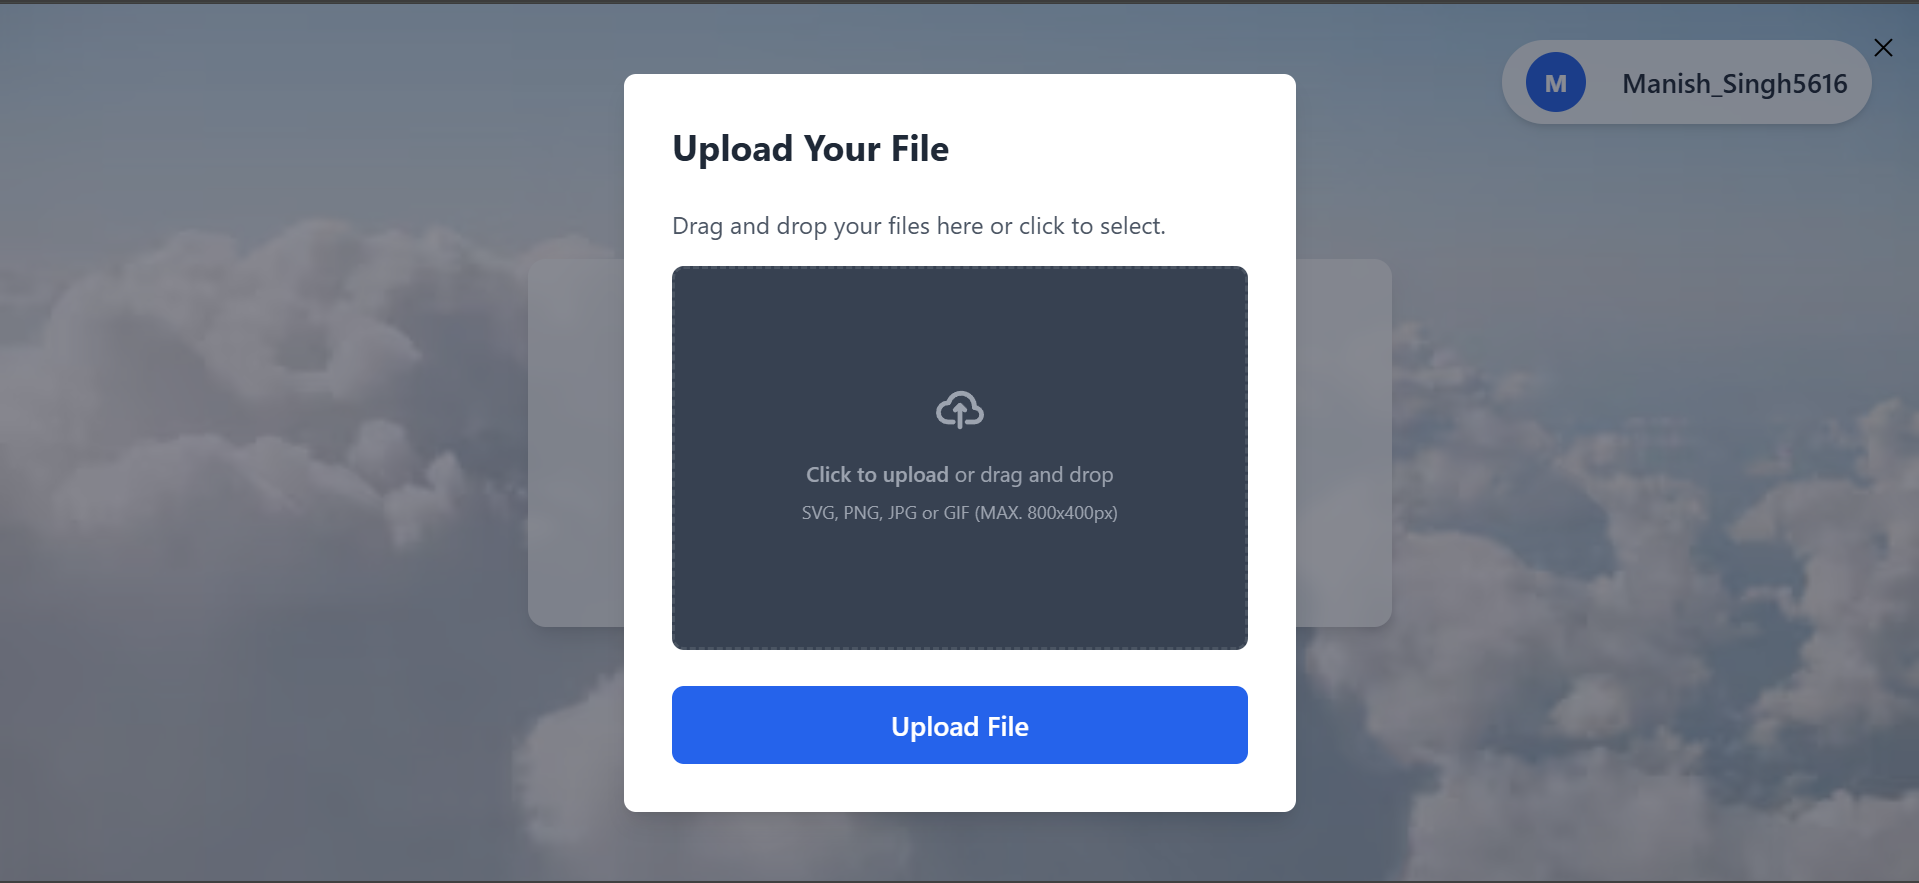 M
Manish_Singh5616
Upload Your File
Drag and drop your files here or click to select.
Click to upload or drag and drop
SVG, PNG, JPG or GIF (MAX. 800x400px)
Upload File